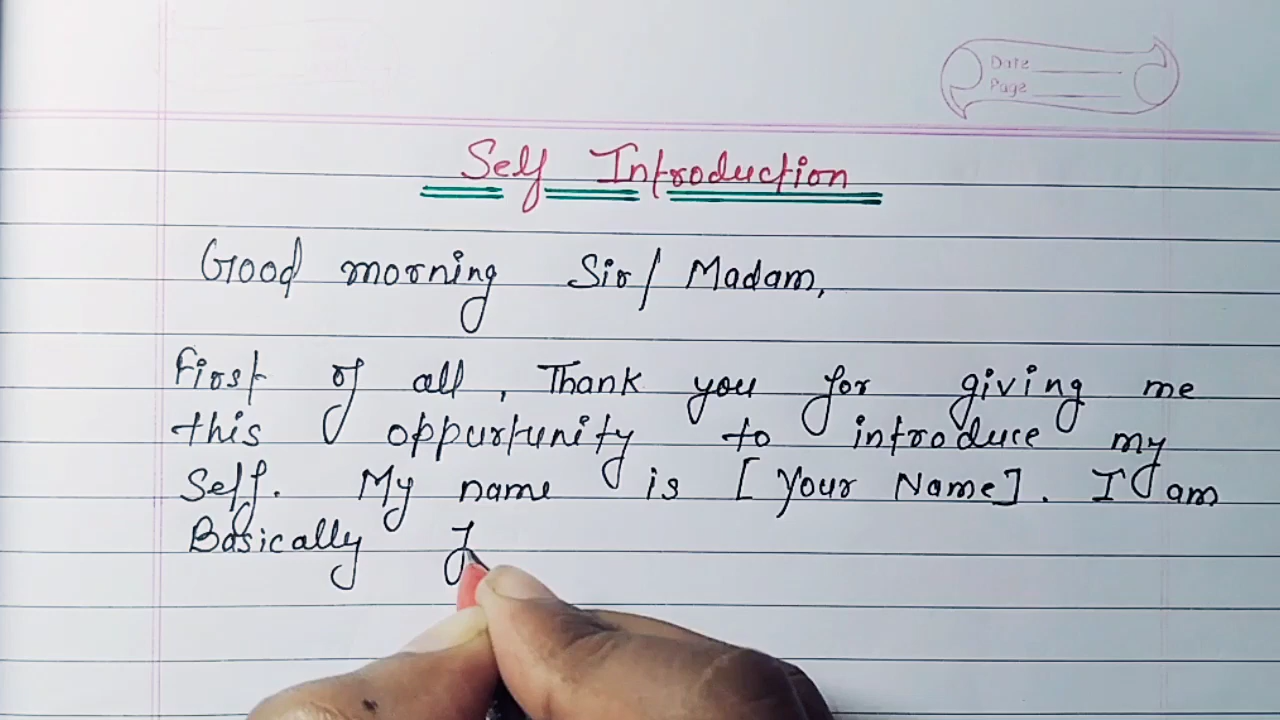 Date
Page
Self Introduction
Good morning Sir/ Madam,
First of all, Thank you for giving me
this oppurtunity to introduce my
Self. My name is [Your Name]. I am
Basically